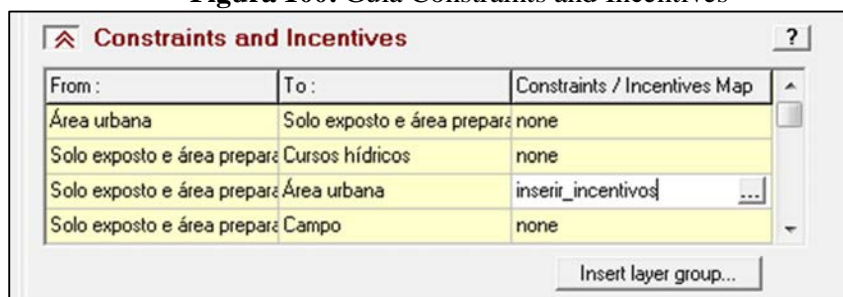 Figura 100. Guia Constraints and Incentives
Constraints and Incentives ?
From : To : Constraints / Incentives Map
Área urbana Solo exposto e área prepara none
Solo exposto e área prepara Cursos hídricos none
Solo exposto e área prepara Área urbana inserir_incentivos ...
Solo exposto e área prepara Campo none
Insert layer group...